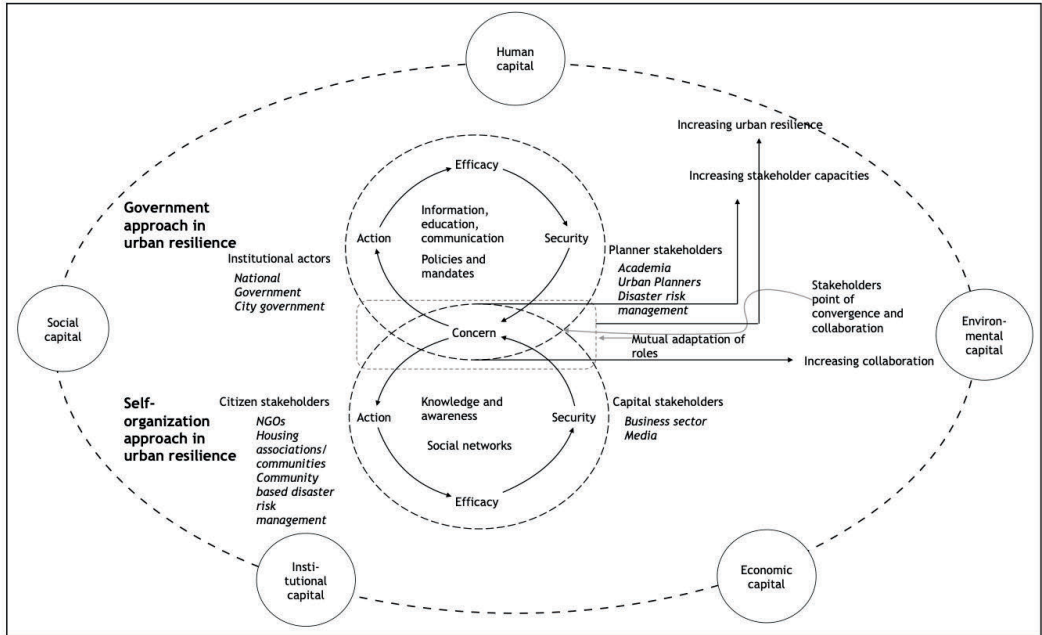 Human
capital
Increasing urban resilience
Efficacy
Increasing stakeholder capacities
Government
approach in
urban resilience
Information,
education,
communication
Action
Security
Policies and
mandates
Institutional actors
National
Government
City government
Planner stakeholders
Academia
Urban Planners
Disaster risk
management
Stakeholders
point of
convergence and
collaboration
Social
capital
Concern
Environ-
mental
capital
Mutual adaptation of
roles
Increasing collaboration
Self-
organization
approach in
urban resilience
Citizen stakeholders
NGOs
Housing
associations/
communities
Community
based disaster
risk
management
Knowledge and
awareness
Action
Security
Social networks
Capital stakeholders
Business sector
Media
Efficacy
Insti-
tutional
capital
Economic
capital